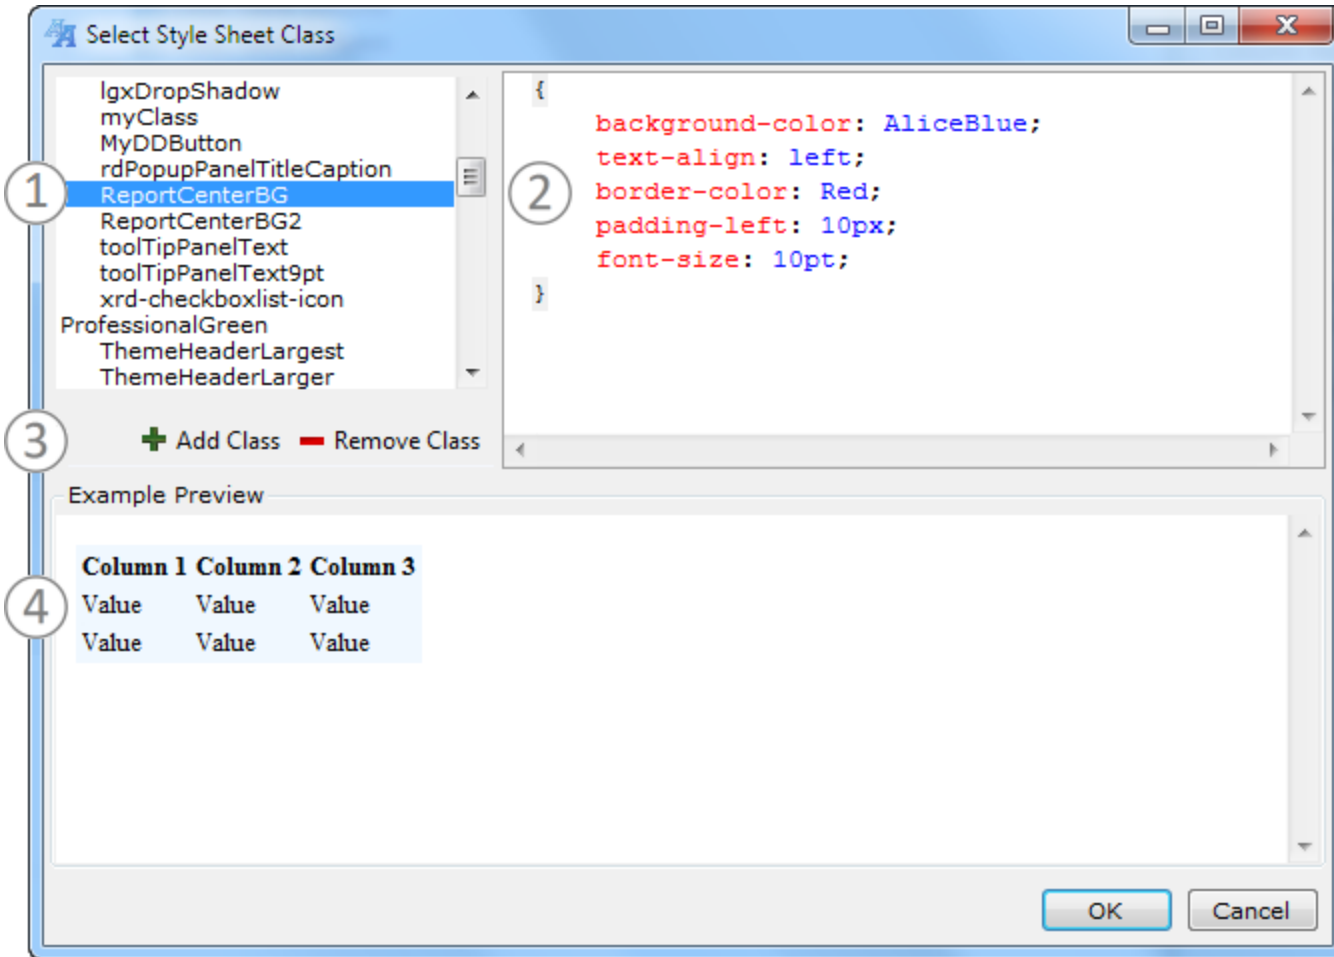 Select Style Sheet Class
lgxDropShadow
myClass
MyDDButton
rdPopupPanelTitleCaption
1
ReportCenterBG
ReportCenterBG2
toolTipPanelText
toolTipPanelText9pt
xrd-checkboxlist-icon
ProfessionalGreen
ThemeHeaderLargest
ThemeHeaderLarger
{
background-color: AliceBlue;
text-align: left;
2
border-color: Red;
padding-left: 10px;
font-size: 10pt;
}
3
Add Class Remove Class
Example Preview
Column 1 Column 2 Column 3
4
Value Value Value
Value Value Value
OK Cancel